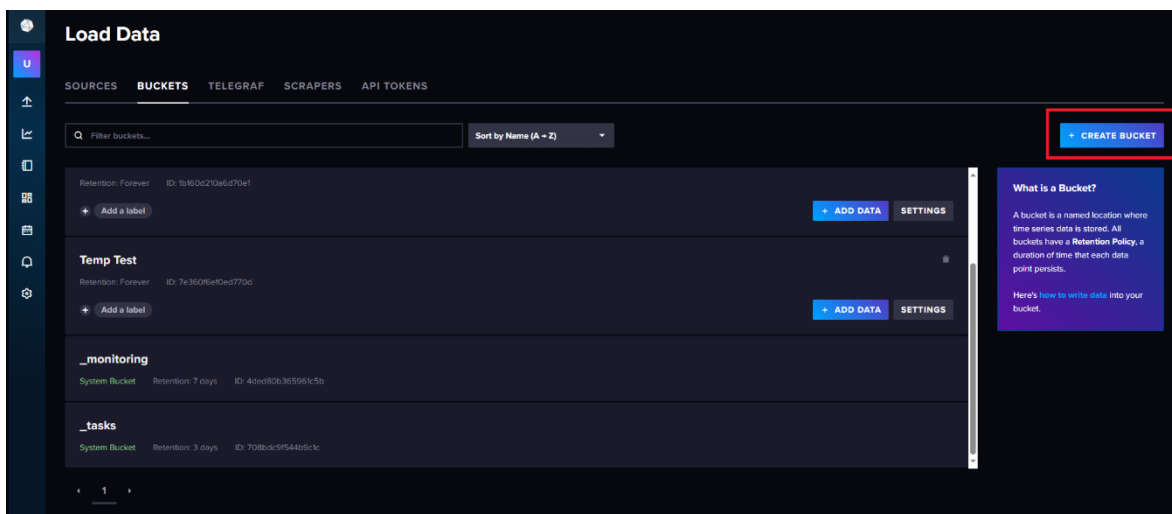 Load Data
U
SOURCES BUCKETS TELEGRAF SCRAPERS API TOKENS
Filter buckets...
Sort by Name (A → Z)
+ CREATE BUCKET
Retention: Forever ID: 1b160d210a6d70e1
+ Add a label
+ ADD DATA SETTINGS
Temp Test
Retention: Forever ID: 7e360f6ef0ed770d
+ Add a label
+ ADD DATA SETTINGS
_monitoring
System Bucket Retention: 7 days ID: 4ded80b365961c5b
_tasks
System Bucket Retention: 3 days ID: 708bdc9f544b9c1c
1
What is a Bucket?
A bucket is a named location where
time series data is stored. All
buckets have a Retention Policy, a
duration of time that each data
point persists.
Here's how to write data into your
bucket.